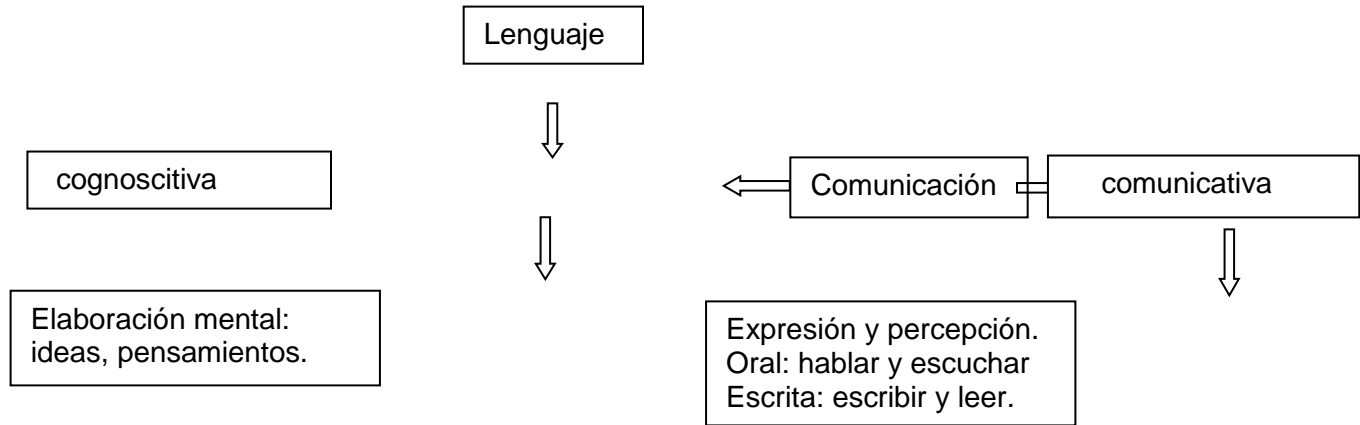 Lenguaje
cognoscitiva
Comunicación
comunicativa
Elaboración mental:
ideas, pensamientos.
Expresión y percepción.
Oral: hablar y escuchar
Escrita: escribir y leer.